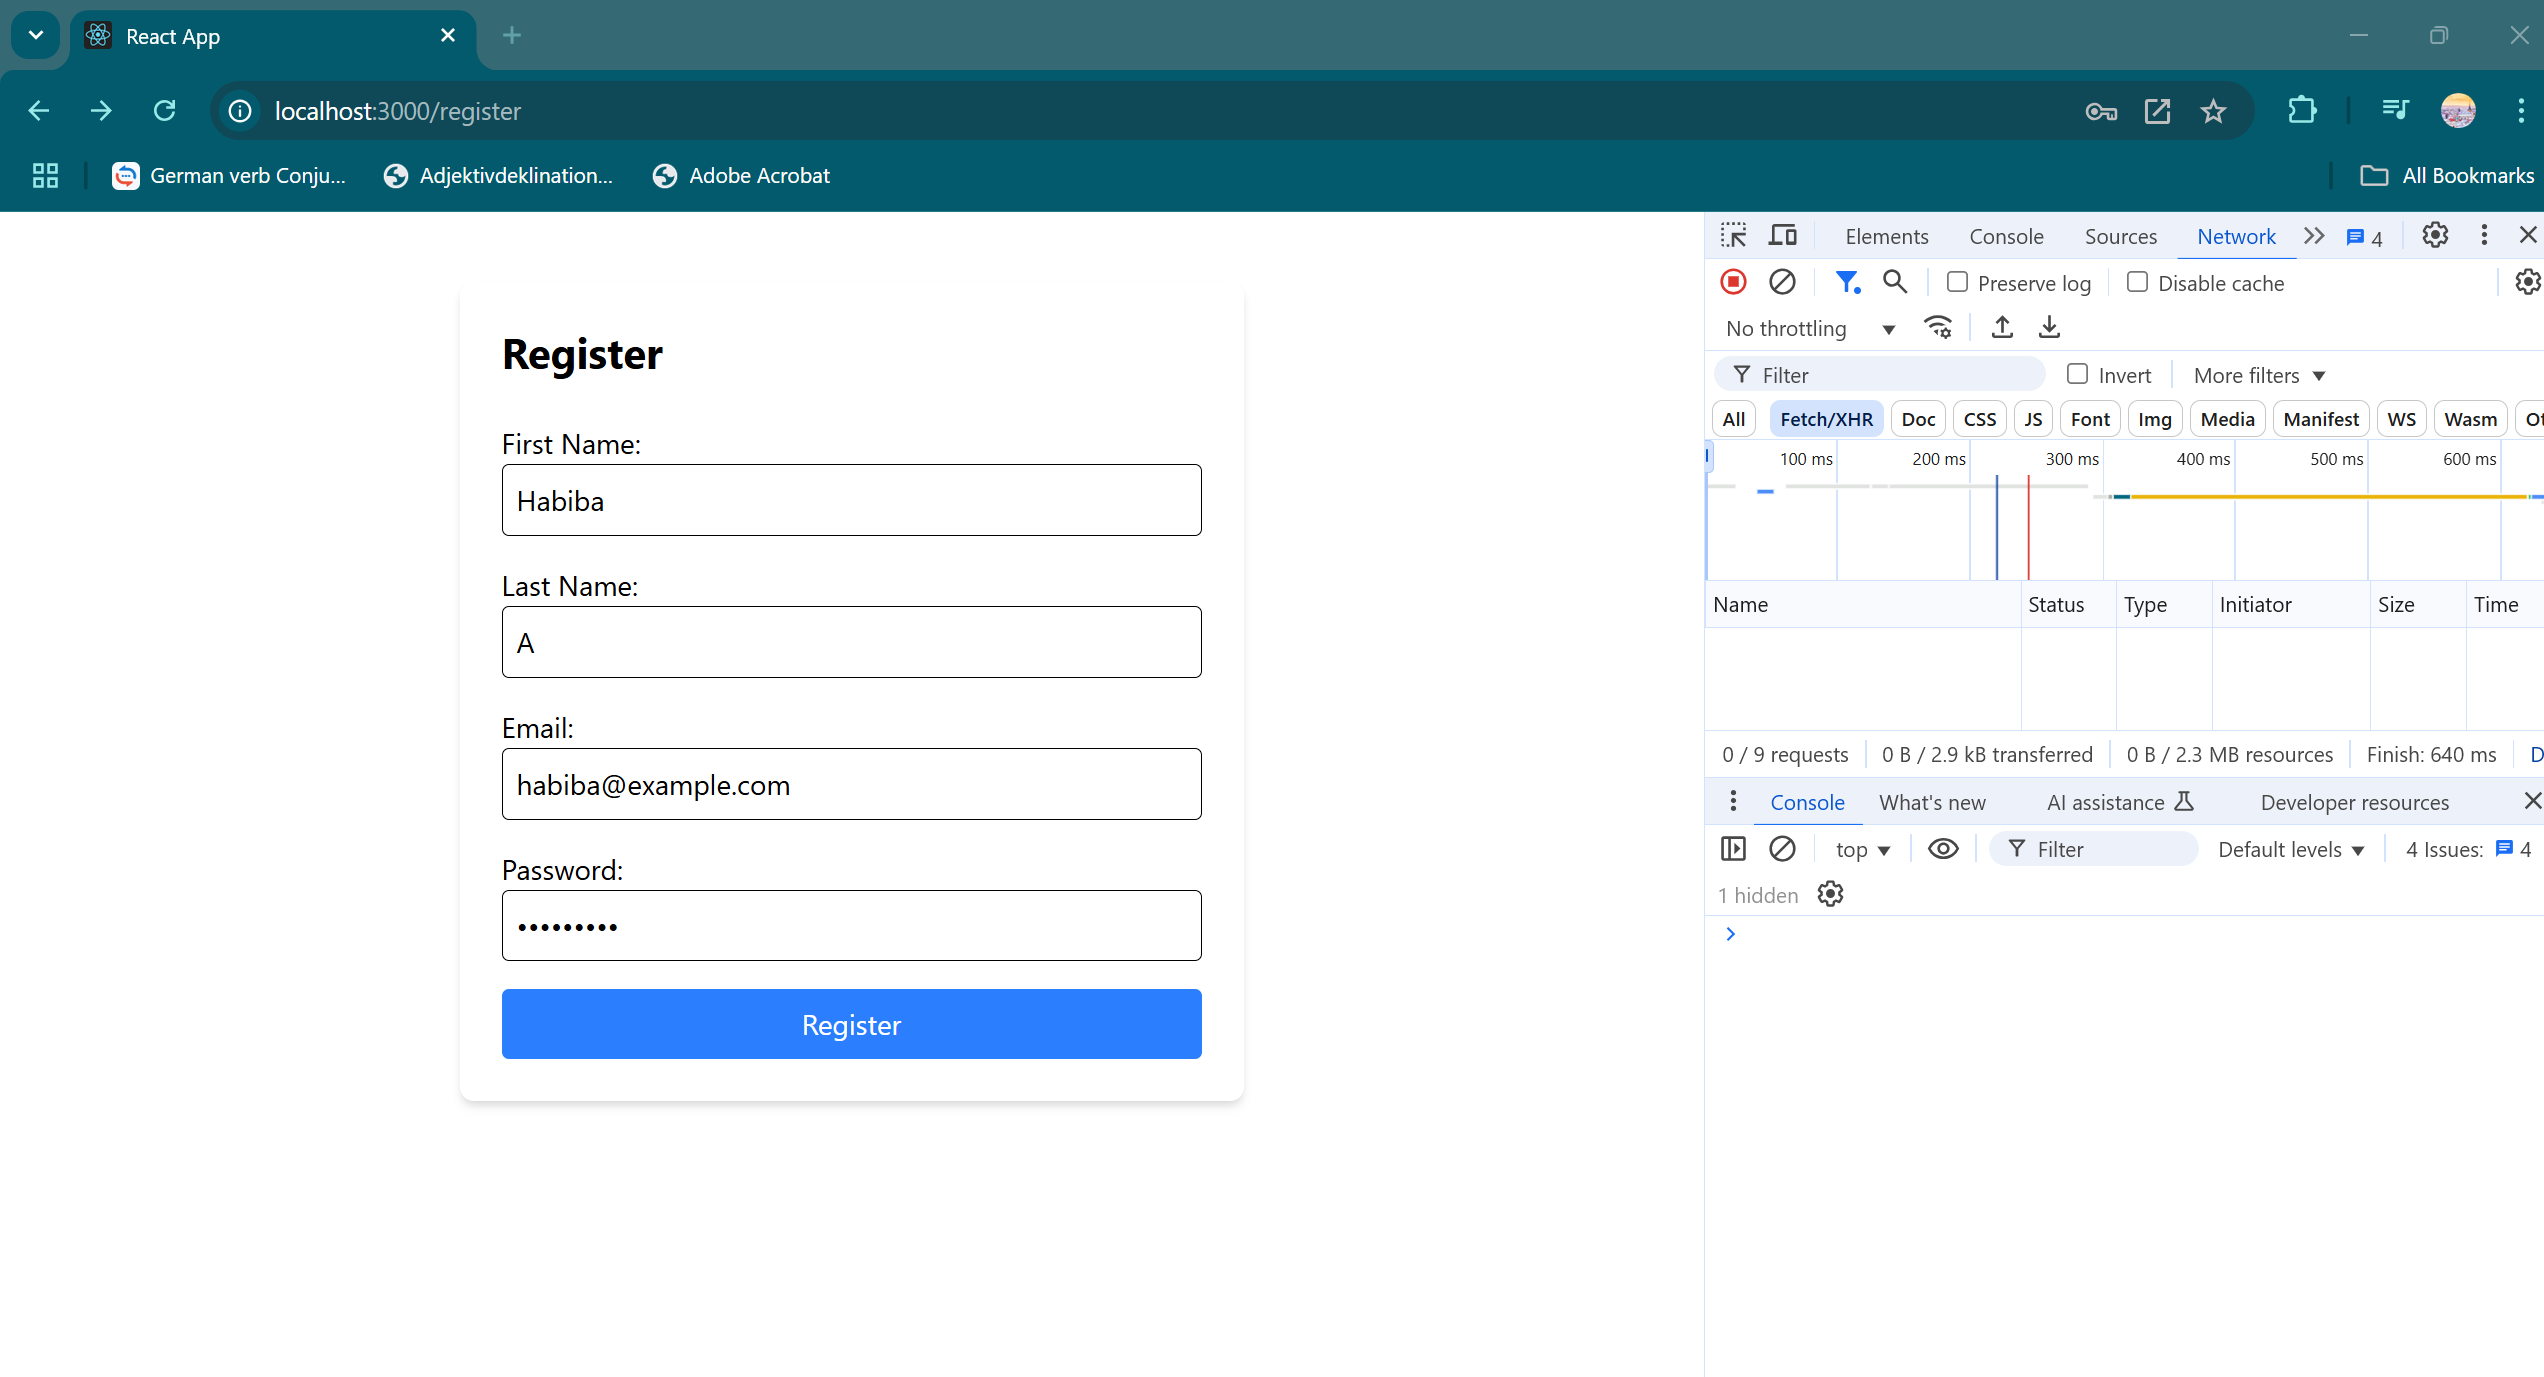 React App
localhost:3000/register
German verb Conju...
Adjektivdeklination...
Adobe Acrobat
All Bookmarks
Register
First Name:
Habiba
Last Name:
A
Email:
habiba@example.com
Password:
•••••••••
Register
Elements Console Sources Network 4
Preserve log Disable cache
No throttling
Filter Invert More filters
All Fetch/XHR Doc CSS JS Font Img Media Manifest WS Wasm
100 ms 200 ms 300 ms 400 ms 500 ms 600 ms
Name Status Type Initiator Size Time
0 / 9 requests 0 B / 2.9 kB transferred 0 B / 2.3 MB resources Finish: 640 ms
Console What's new AI assistance Developer resources
top Filter Default levels 4 Issues: 4
1 hidden